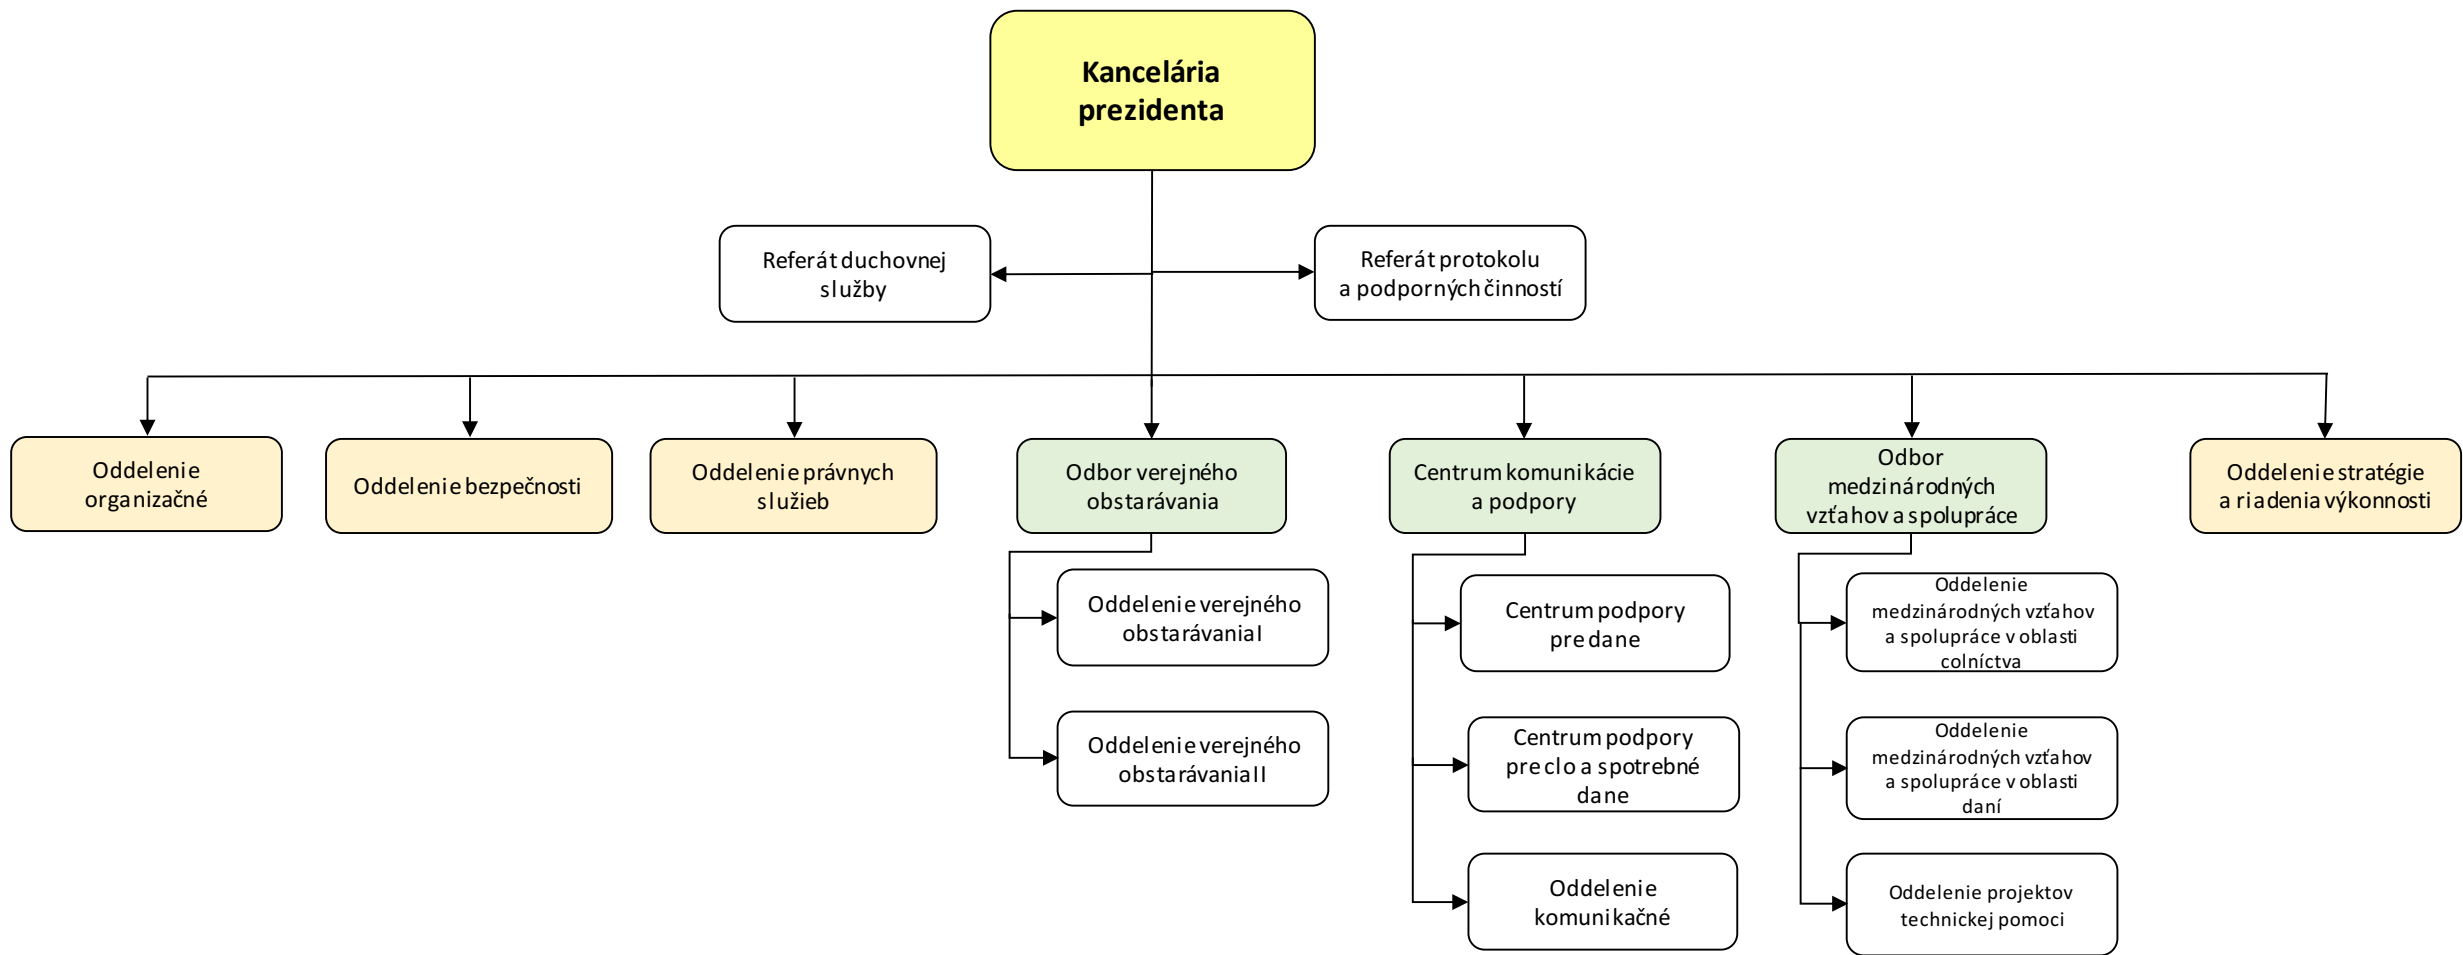 Kancelária
prezidenta
Referát duchovnej
služby
Referát protokolu
a podporných činností
Oddelenie
organizačné
Oddelenie bezpečnosti
Oddelenie právnych
služieb
Odbor verejného
obstarávania
Centrum komunikácie
a podpory
Odbor
medzinárodných
vzťahov a spolupráce
Oddelenie stratégie
a riadenia výkonnosti
Oddelenie verejného
obstarávania I
Oddelenie verejného
obstarávania II
Centrum podpory
pre dane
Centrum podpory
pre clo a spotrebné
dane
Oddelenie
komunikačné
Oddelenie
medzinárodných vzťahov
a spolupráce v oblasti
colníctva
Oddelenie
medzinárodných vzťahov
a spolupráce v oblasti
daní
Oddelenie projektov
technickej pomoci